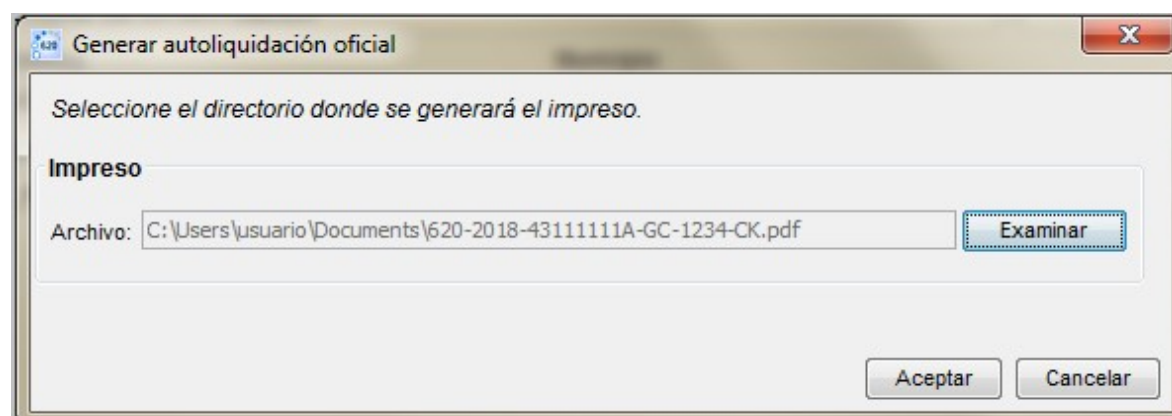 620 Generar autoliquidación oficial
Seleccione el directorio donde se generará el impreso.
Impreso
Archivo: C:\Users\usuario\Documents\620-2018-43111111A-GC-1234-CK.pdf Examinar
Aceptar Cancelar